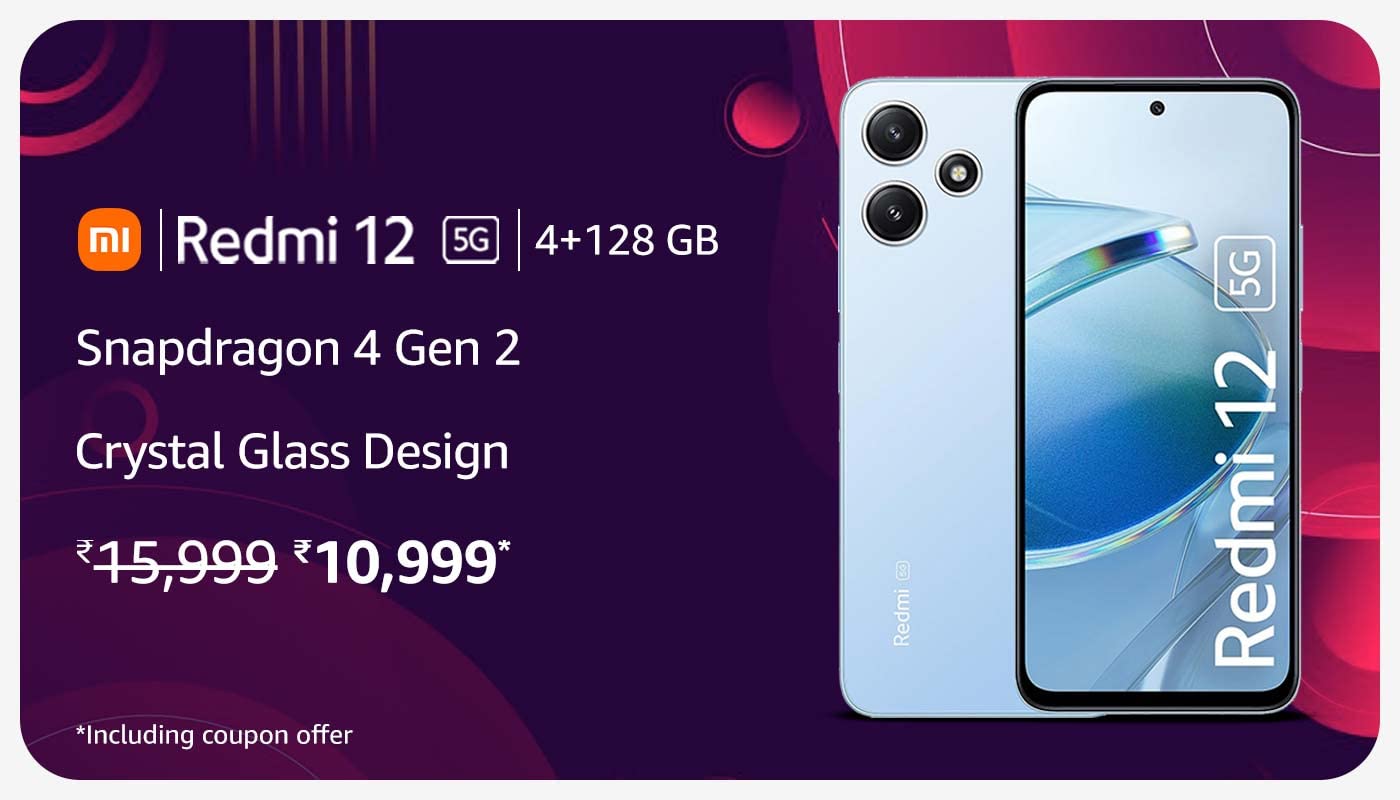 mi Redmi 12 5G 4+128 GB
Snapdragon 4 Gen 2
Crystal Glass Design
₹15,999 ₹10,999*
*Including coupon offer
Redmi 5G
Redmi 12 5G